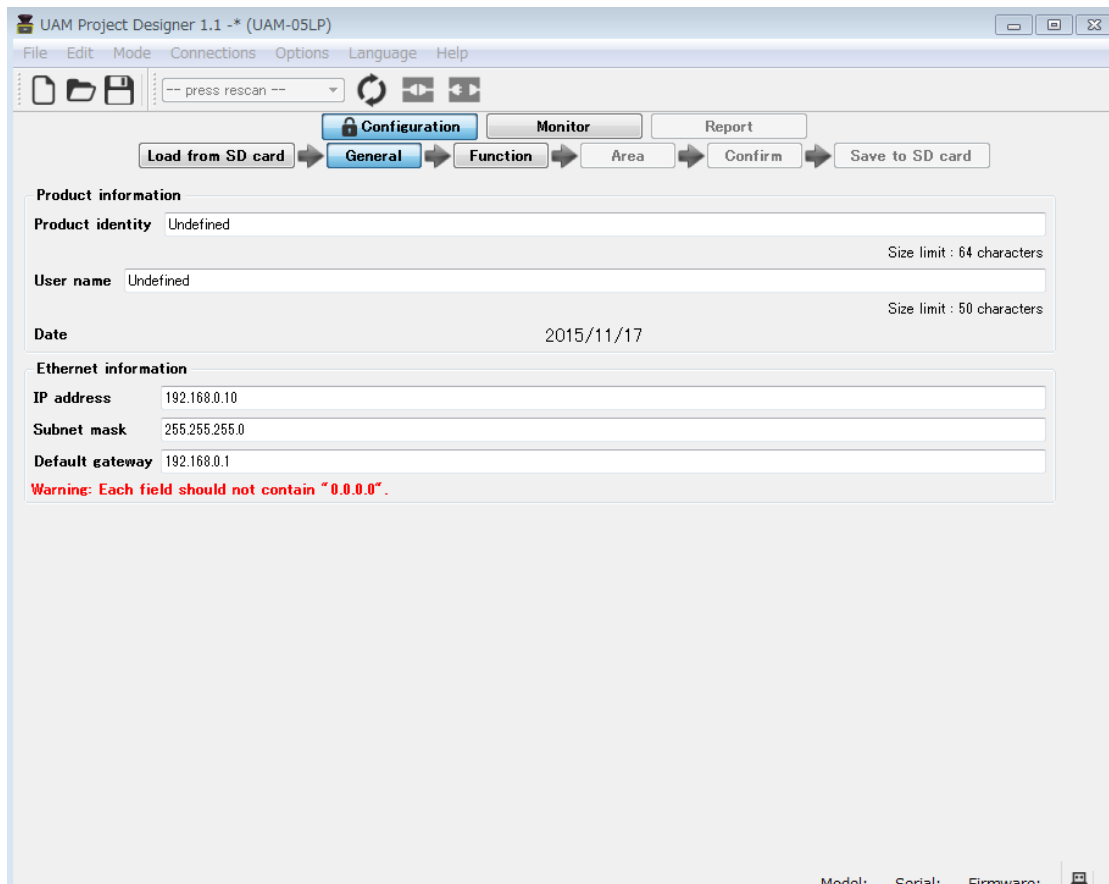 UAM Project Designer 1.1 -* (UAM-05LP)
File Edit Mode Connections Options Language Help
-- press rescan --
Configuration Monitor Report
Load from SD card General Function Area Confirm Save to SD card
Product information
Product identity Undefined
Size limit : 64 characters
User name Undefined
Size limit : 50 characters
Date 2015/11/17
Ethernet information
IP address 192.168.0.10
Subnet mask 255.255.255.0
Default gateway 192.168.0.1
Warning: Each field should not contain "0.0.0.0".
Model: Serial: Firmware: